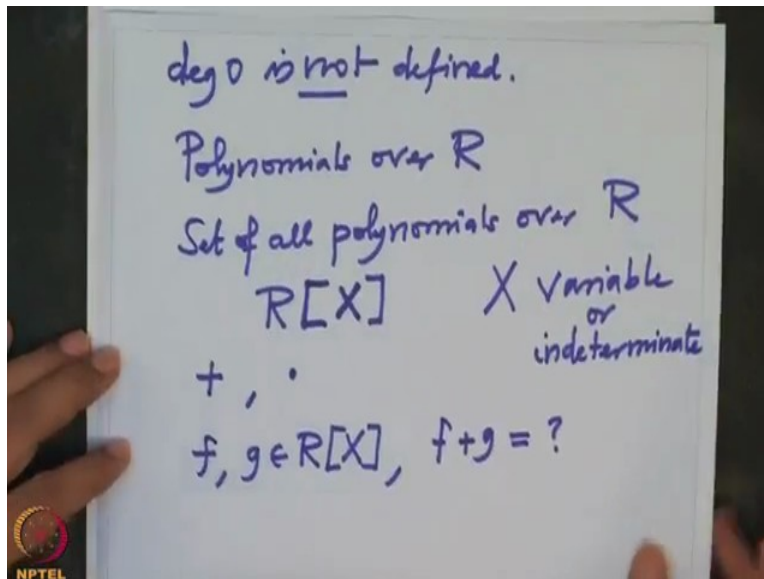 deg 0 is not defined.
Polynomials over R
Set of all polynomials over R
R[X] X variable
or
indeterminate
+, ·
f, g ∈ R[X], f+g = ?
NPTEL